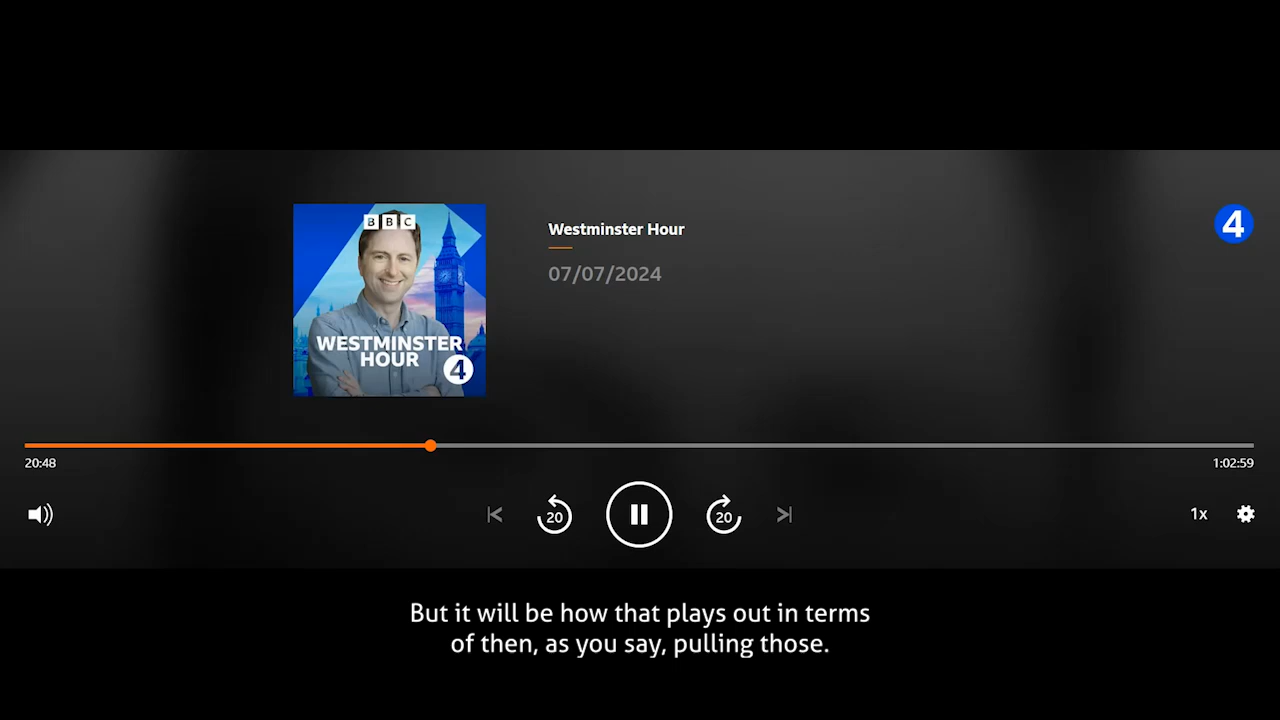 BBC
WESTMINSTER
HOUR
4
Westminster Hour
07/07/2024
4
20:48
1:02:59
20
20
1x
But it will be how that plays out in terms
of then, as you say, pulling those.